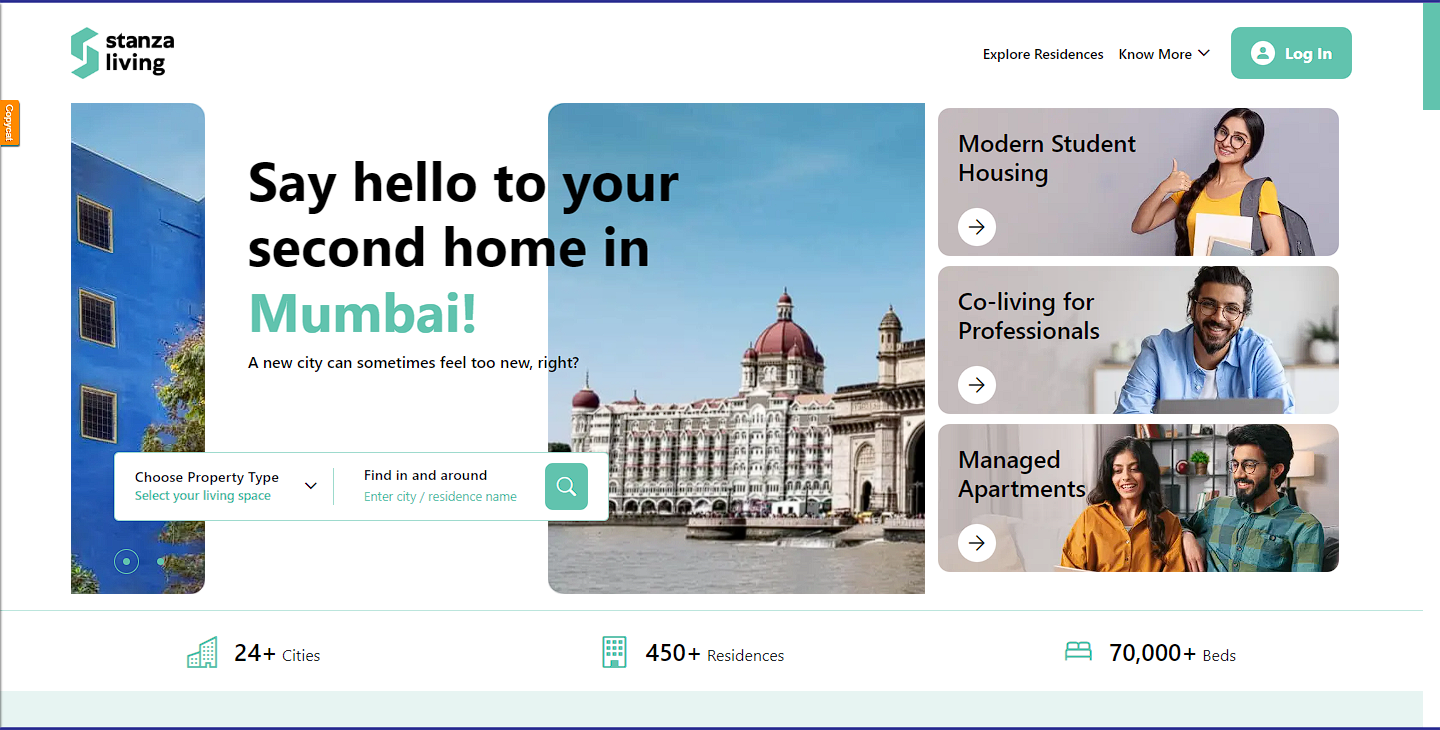 stanza
living
Explore Residences
Know More
Log In
Copycat
Say hello to your
second home in
Mumbai!
A new city can sometimes feel too new, right?
Choose Property Type
Select your living space
Find in and around
Enter city / residence name
Modern Student
Housing
Co-living for
Professionals
Managed
Apartments
24+ Cities
450+ Residences
70,000+ Beds